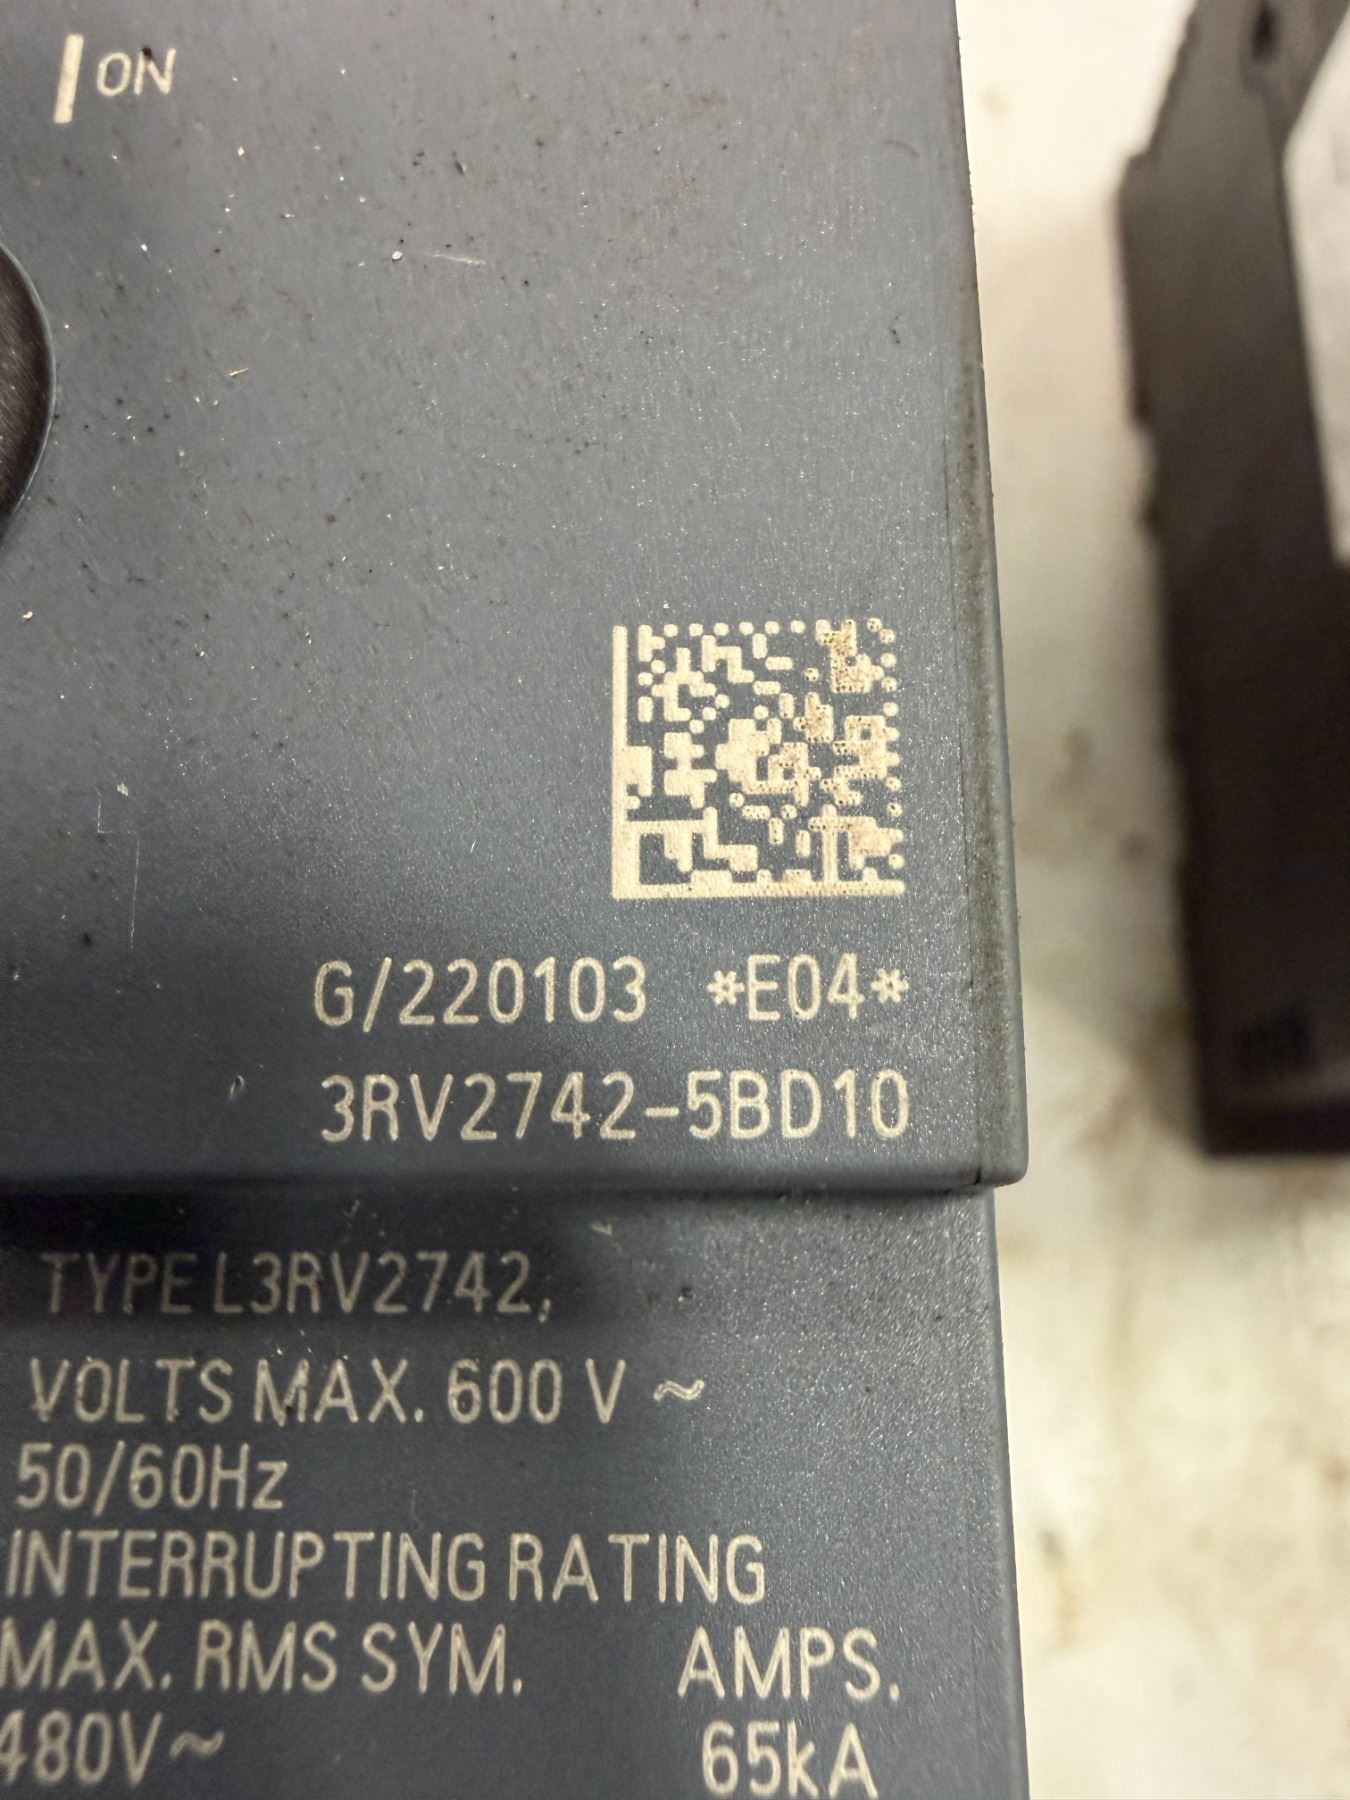 | ON
G/220103 *E04*
3RV2742-5BD10
TYPE L3RV2742,
VOLTS MAX. 600 V ~
50/60Hz
INTERRUPTING RATING
MAX. RMS SYM. AMPS.
480V~ 65kA